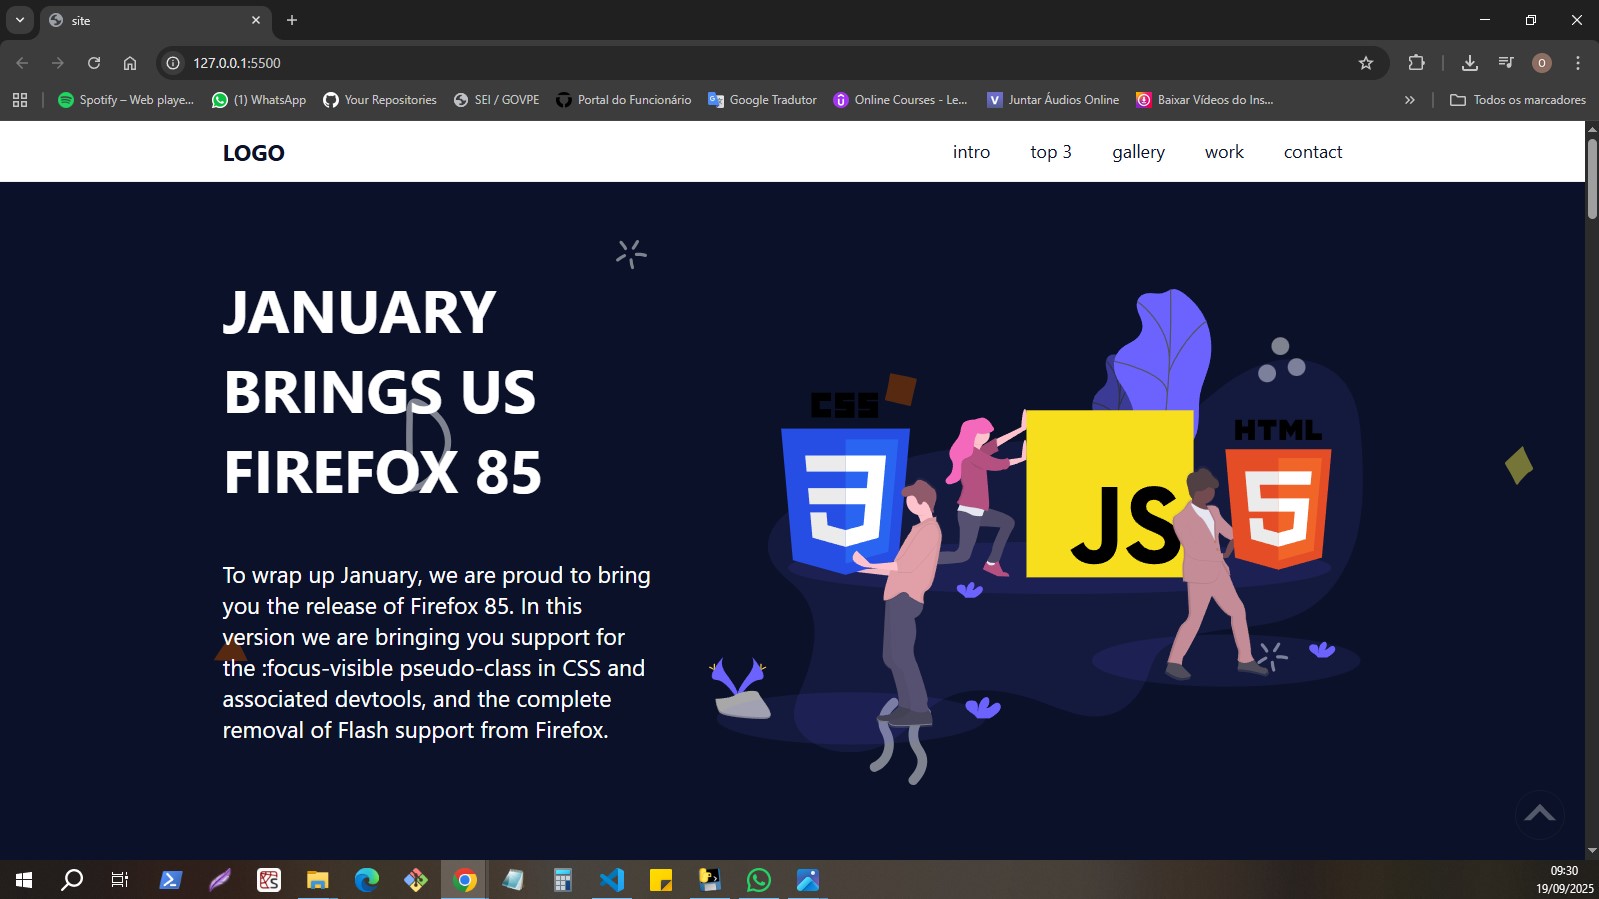 site
127.0.0.1:5500
Spotify – Web playe...
(1) WhatsApp
Your Repositories
SEI / GOVPE
Portal do Funcionário
Google Tradutor
Online Courses - Le...
Juntar Áudios Online
Baixar Vídeos do Ins...
Todos os marcadores
LOGO
intro
top 3
gallery
work
contact
JANUARY
BRINGS US
FIREFOX 85
To wrap up January, we are proud to bring
you the release of Firefox 85. In this
version we are bringing you support for
the :focus-visible pseudo-class in CSS and
associated devtools, and the complete
removal of Flash support from Firefox.
CSS
JS
HTML
5
09:30
19/09/2025